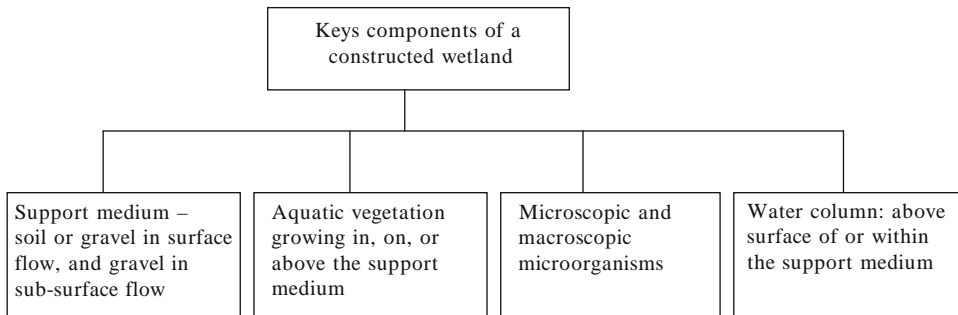 Keys components of a
constructed wetland
Support medium –
soil or gravel in surface
flow, and gravel in
sub-surface flow
Aquatic vegetation
growing in, on, or
above the support
medium
Microscopic and
macroscopic
microorganisms
Water column: above
surface of or within
the support medium